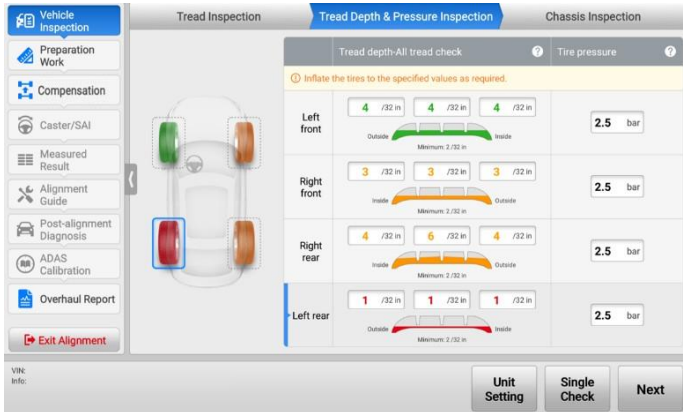 Vehicle
Inspection
Tread Inspection
Tread Depth & Pressure Inspection
Chassis Inspection
Preparation
Work
Compensation
Caster/SAI
Measured
Result
Alignment
Guide
Post-alignment
Diagnosis
ADAS
Calibration
Overhaul Report
Exit Alignment
Tread depth-All tread check ?
Tire pressure ?
Inflate the tires to the specified values as required.
Left
front
4 /32 in 4 /32 in 4 /32 in
Outside Inside
Minimum: 2 /32 in
2.5 bar
Right
front
3 /32 in 3 /32 in 3 /32 in
Inside Outside
Minimum: 2 /32 in
2.5 bar
Right
rear
4 /32 in 6 /32 in 4 /32 in
Inside Outside
Minimum: 2 /32 in
2.5 bar
Left rear
1 /32 in 1 /32 in 1 /32 in
Outside Inside
Minimum: 2 /32 in
2.5 bar
VIN:
Info:
Unit
Setting
Single
Check
Next